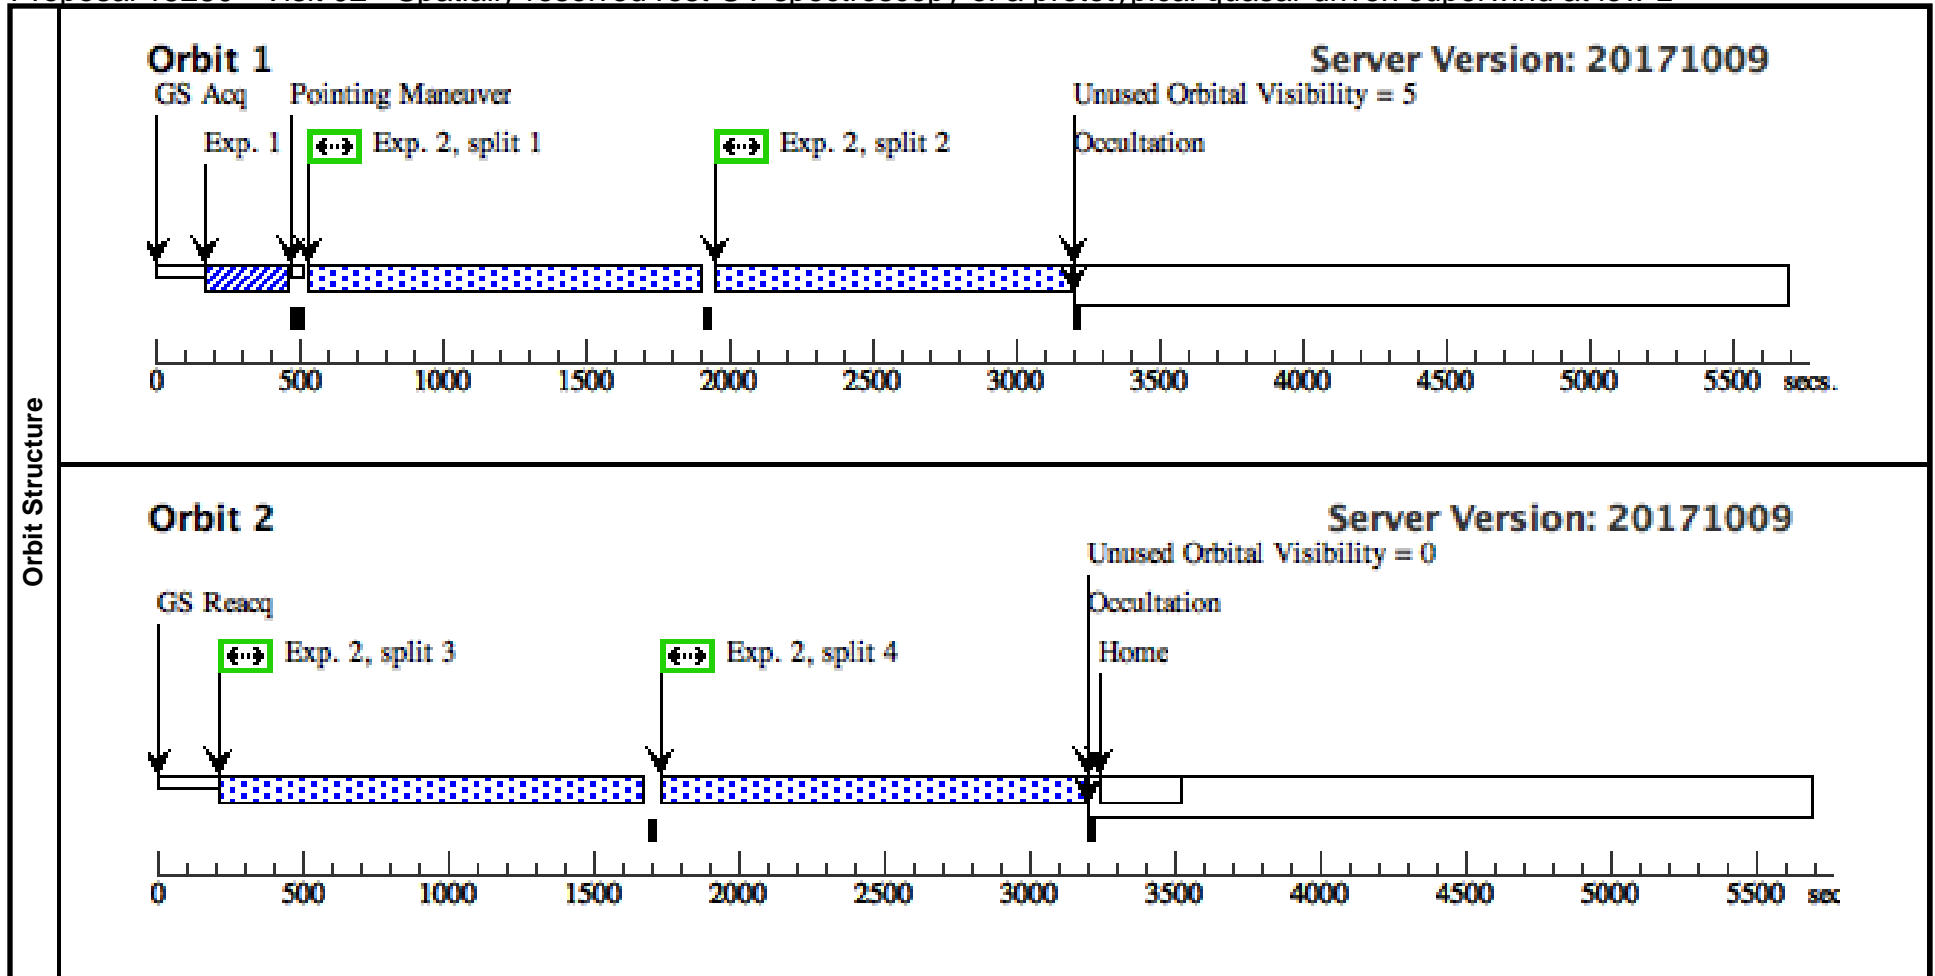 Orbit Structure
Orbit 1
Server Version: 20171009
GS Acq
Pointing Maneuver
Unused Orbital Visibility = 5
Exp. 1
Exp. 2, split 1
Exp. 2, split 2
Occultation
0 500 1000 1500 2000 2500 3000 3500 4000 4500 5000 5500 secs.
Orbit 2
Server Version: 20171009
Unused Orbital Visibility = 0
GS Reacq
Occultation
Exp. 2, split 3
Exp. 2, split 4
Home
0 500 1000 1500 2000 2500 3000 3500 4000 4500 5000 5500 sec